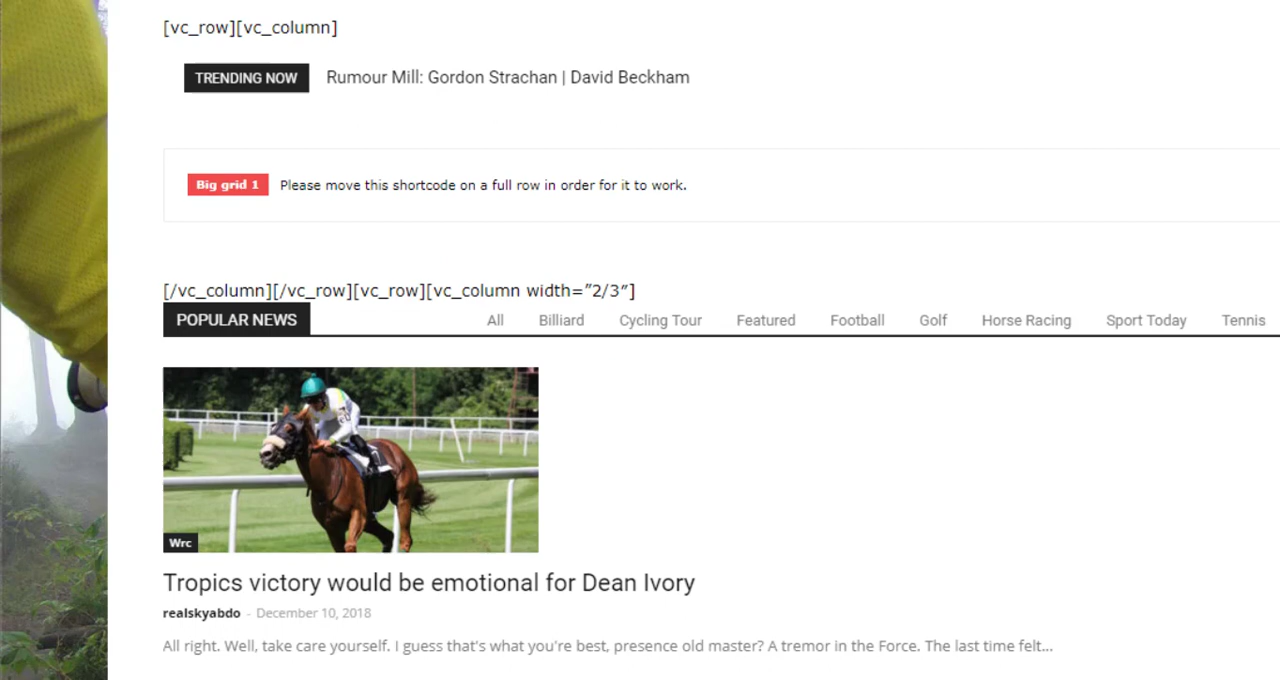 [vc_row][vc_column]
TRENDING NOW Rumour Mill: Gordon Strachan | David Beckham
Big grid 1 Please move this shortcode on a full row in order for it to work.
[/vc_column][/vc_row][vc_row][vc_column width=”2/3″]
POPULAR NEWS All Billiard Cycling Tour Featured Football Golf Horse Racing Sport Today Tennis
Wrc
Tropics victory would be emotional for Dean Ivory
realskyabdo - December 10, 2018
All right. Well, take care yourself. I guess that's what you're best, presence old master? A tremor in the Force. The last time felt...